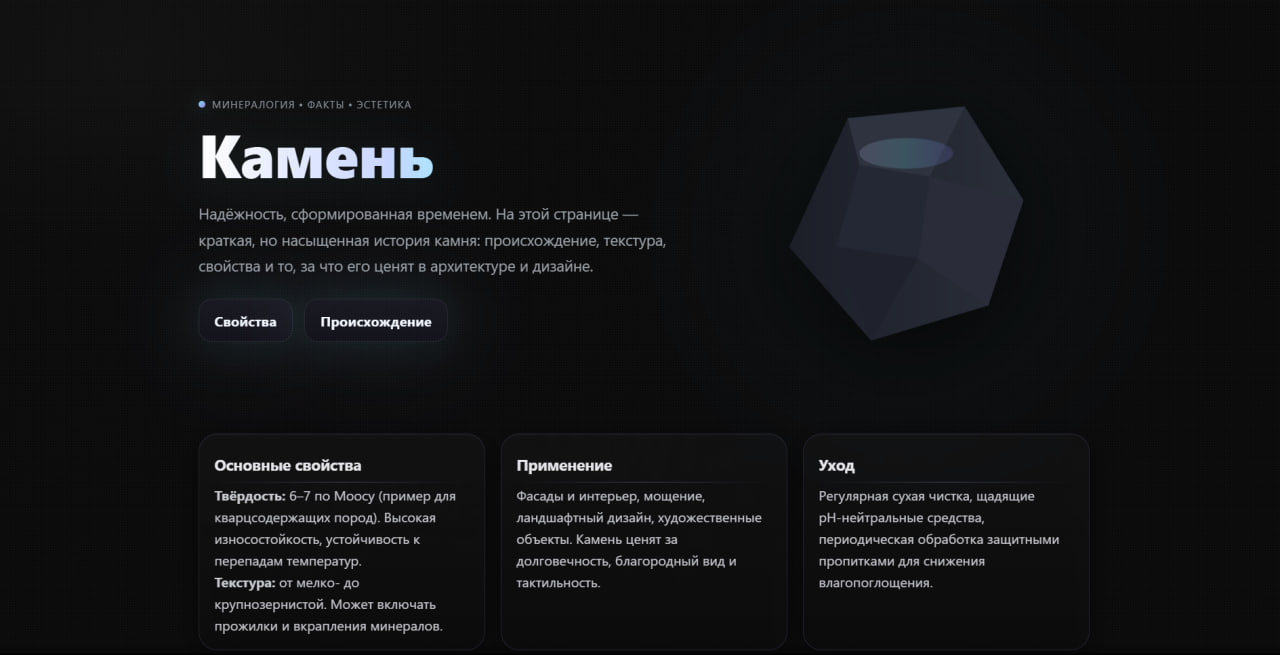 МИНЕРАЛОГИЯ • ФАКТЫ • ЭСТЕТИКА
Камень
Надёжность, сформированная временем. На этой странице —
краткая, но насыщенная история камня: происхождение, текстура,
свойства и то, за что его ценят в архитектуре и дизайне.
Свойства
Происхождение
Основные свойства
Твёрдость: 6–7 по Моосу (пример для
кварцсодержащих пород). Высокая
износостойкость, устойчивость к
перепадам температур.
Текстура: от мелко- до
крупнозернистой. Может включать
прожилки и вкрапления минералов.
Применение
Фасады и интерьер, мощение,
ландшафтный дизайн, художественные
объекты. Камень ценят за
долговечность, благородный вид и
тактильность.
Уход
Регулярная сухая чистка, щадящие
pH-нейтральные средства,
периодическая обработка защитными
пропитками для снижения
влагопоглощения.